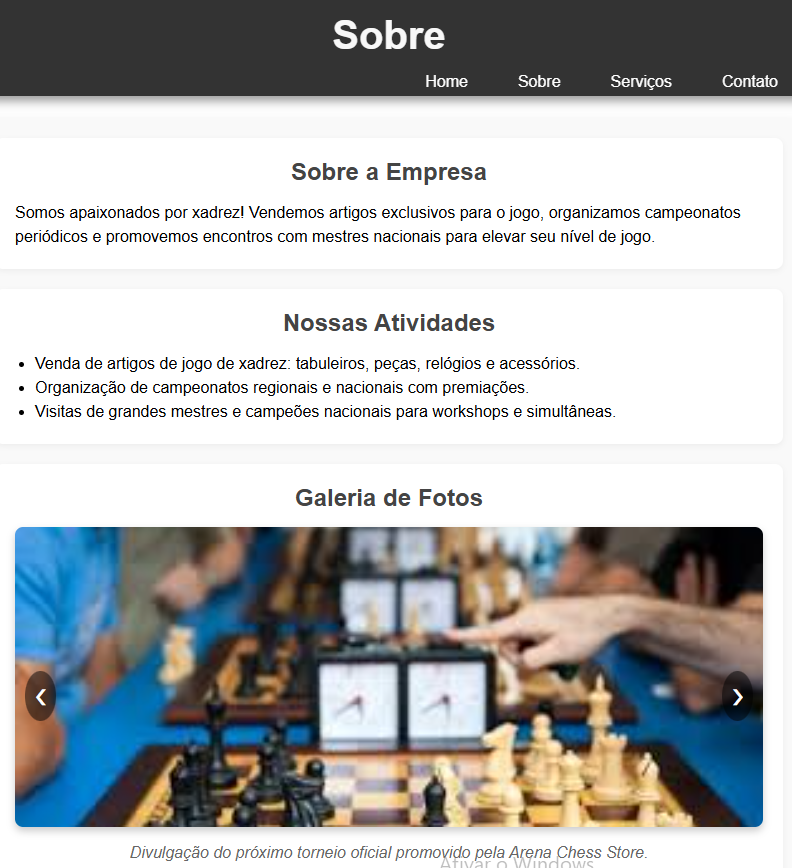 Sobre
Home Sobre Serviços Contato
Sobre a Empresa
Somos apaixonados por xadrez! Vendemos artigos exclusivos para o jogo, organizamos campeonatos
periódicos e promovemos encontros com mestres nacionais para elevar seu nível de jogo.
Nossas Atividades
• Venda de artigos de jogo de xadrez: tabuleiros, peças, relógios e acessórios.
• Organização de campeonatos regionais e nacionais com premiações.
• Visitas de grandes mestres e campeões nacionais para workshops e simultâneas.
Galeria de Fotos
❮ ❯
Divulgação do próximo torneio oficial promovido pela Arena Chess Store.
Ativar o Windows